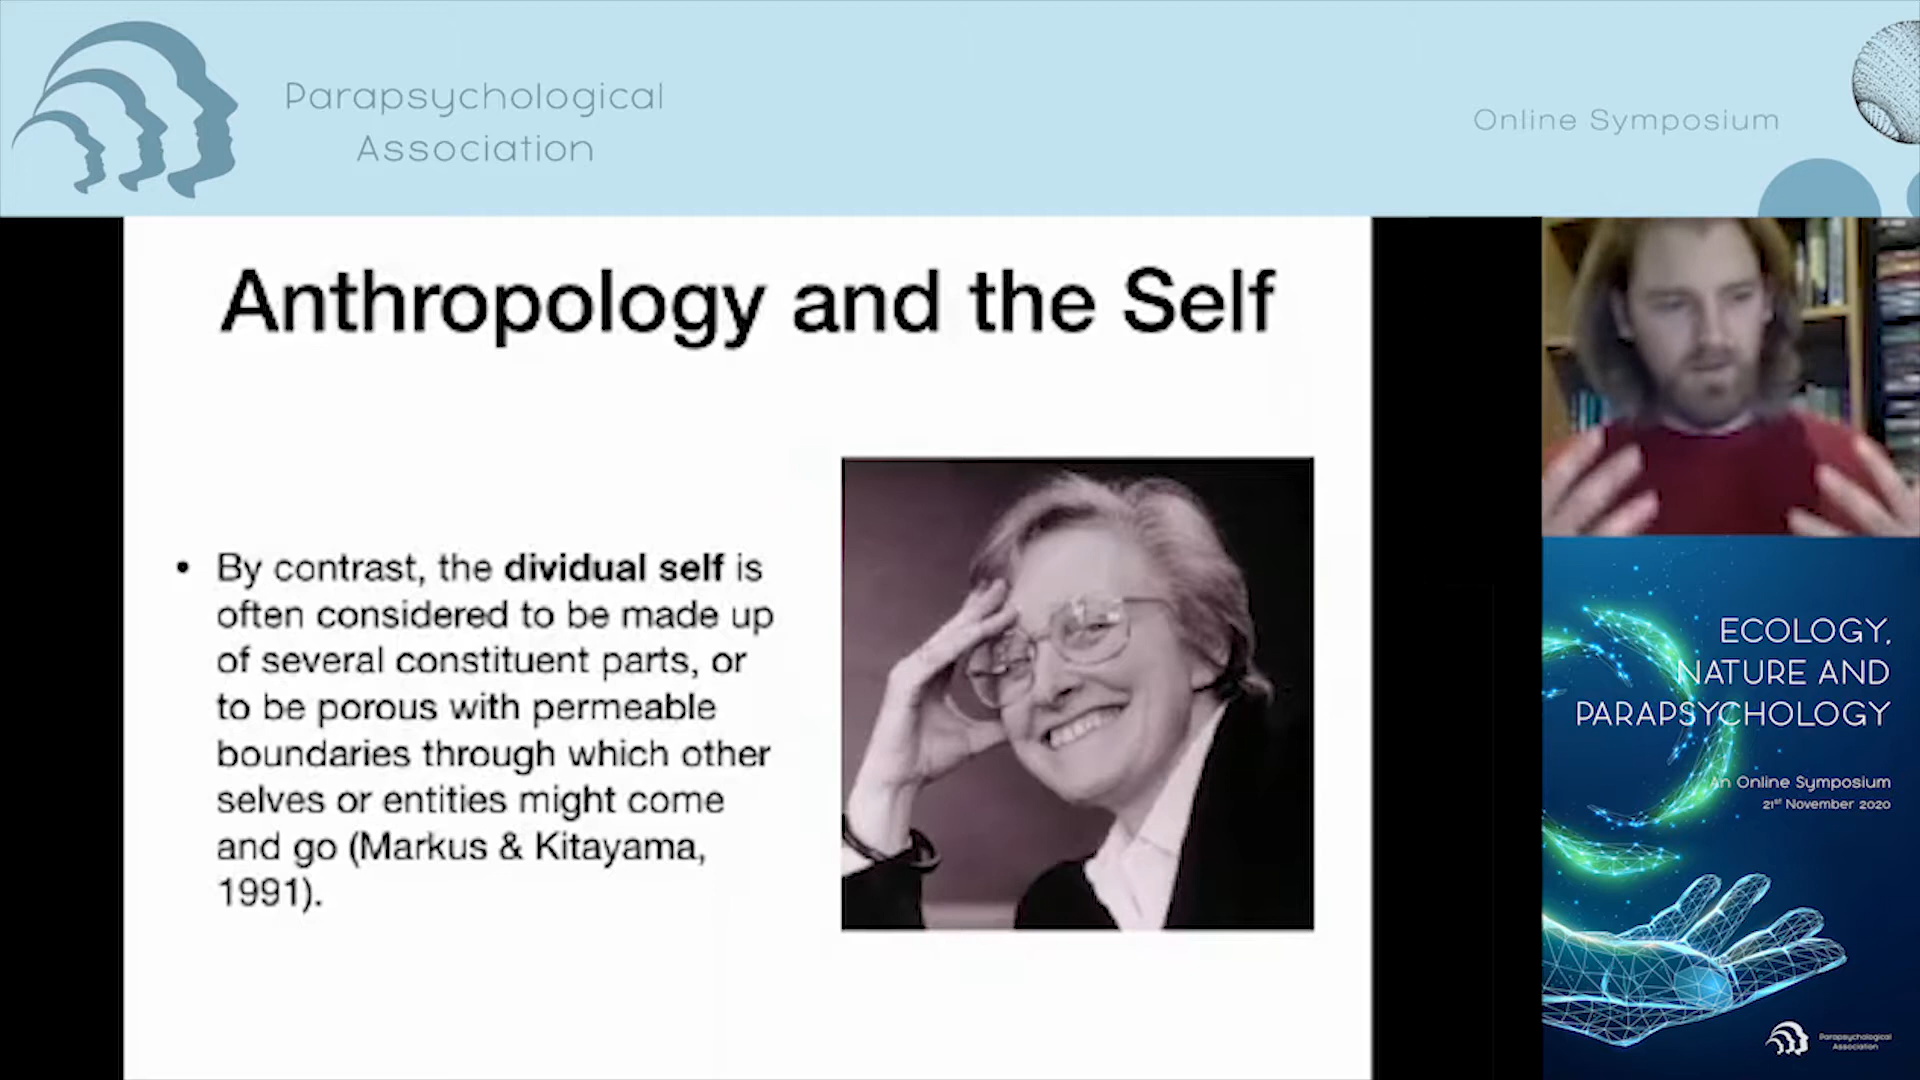 Parapsychological
Association
Online Symposium
Anthropology and the Self
• By contrast, the dividual self is
often considered to be made up
of several constituent parts, or
to be porous with permeable
boundaries through which other
selves or entities might come
and go (Markus & Kitayama,
1991).
ECOLOGY,
NATURE AND
PARAPSYCHOLOGY
An Online Symposium
21st November 2020
Parapsychological
Association